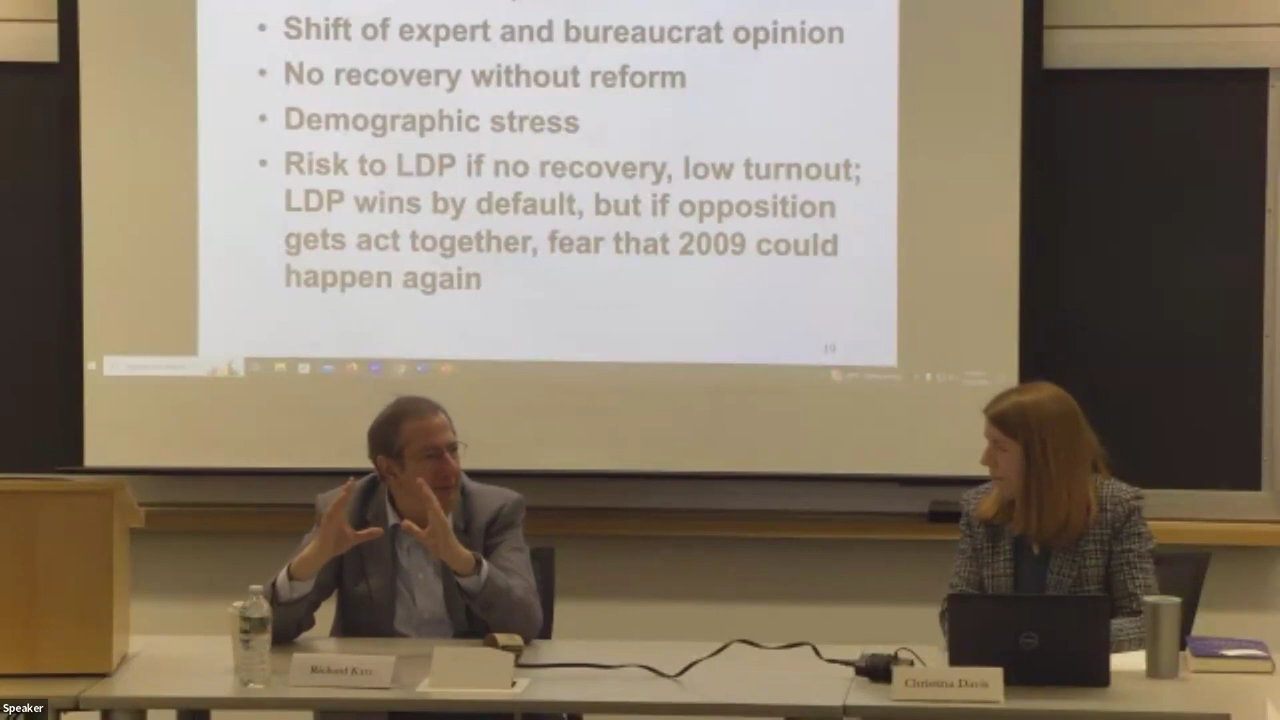 • Shift of expert and bureaucrat opinion
• No recovery without reform
• Demographic stress
• Risk to LDP if no recovery, low turnout;
LDP wins by default, but if opposition
gets act together, fear that 2009 could
happen again
19
Richard Katz
Christina Davis
DELL
Speaker